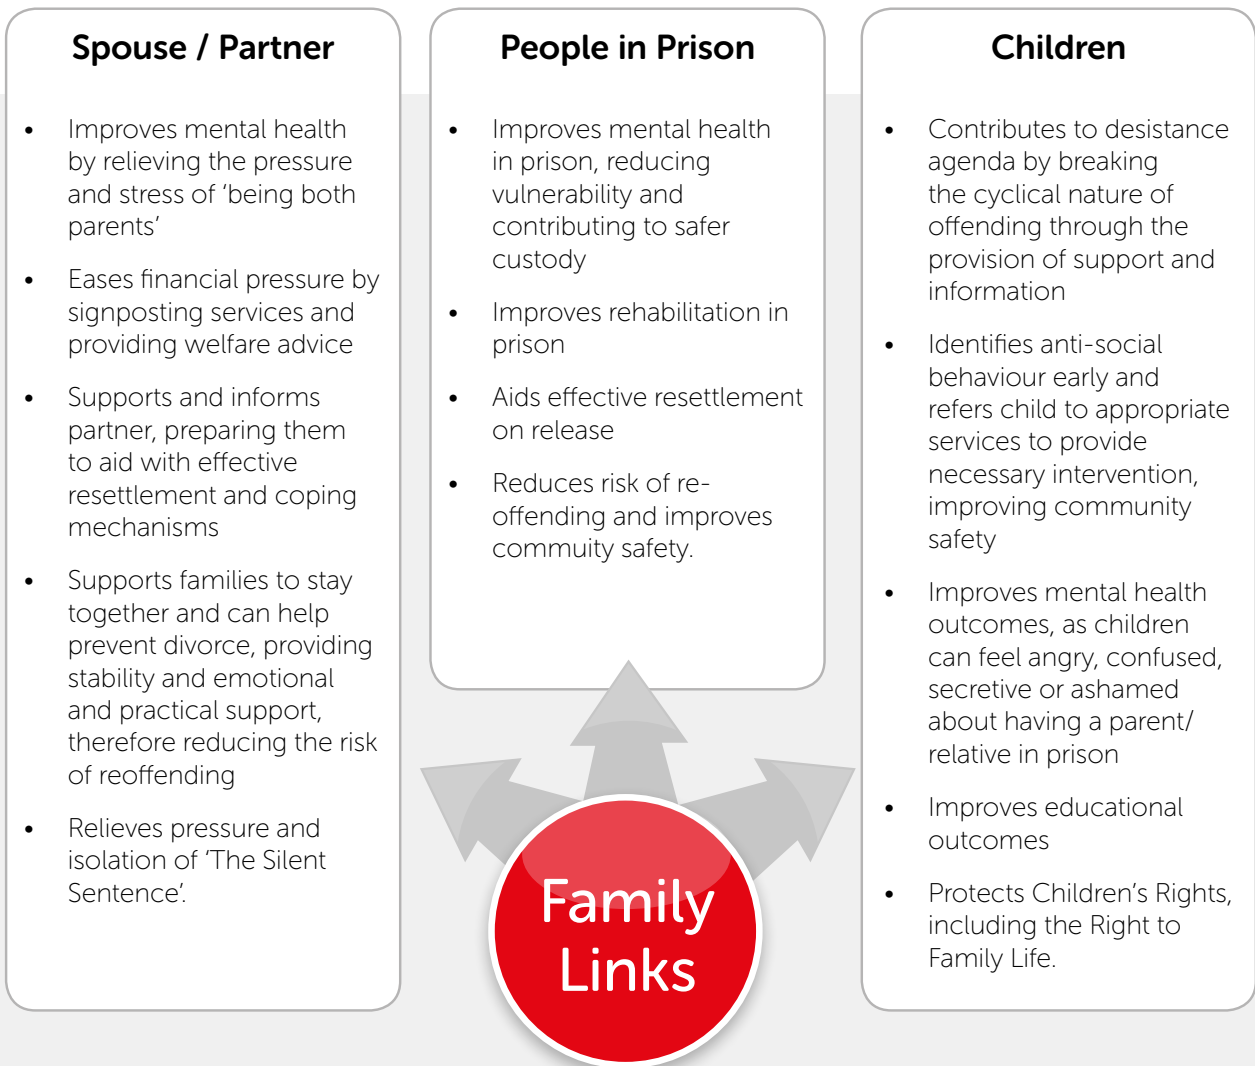 Spouse / Partner
• Improves mental health
by relieving the pressure
and stress of ‘being both
parents’
• Eases financial pressure by
signposting services and
providing welfare advice
• Supports and informs
partner, preparing them
to aid with effective
resettlement and coping
mechanisms
• Supports families to stay
together and can help
prevent divorce, providing
stability and emotional
and practical support,
therefore reducing the risk
of reoffending
• Relieves pressure and
isolation of ‘The Silent
Sentence’.
People in Prison
• Improves mental health
in prison, reducing
vulnerability and
contributing to safer
custody
• Improves rehabilitation in
prison
• Aids effective resettlement
on release
• Reduces risk of re-
offending and improves
commuity safety.
Children
• Contributes to desistance
agenda by breaking
the cyclical nature of
offending through the
provision of support and
information
• Identifies anti-social
behaviour early and
refers child to appropriate
services to provide
necessary intervention,
improving community
safety
• Improves mental health
outcomes, as children
can feel angry, confused,
secretive or ashamed
about having a parent/
relative in prison
• Improves educational
outcomes
• Protects Children’s Rights,
including the Right to
Family Life.
Family
Links